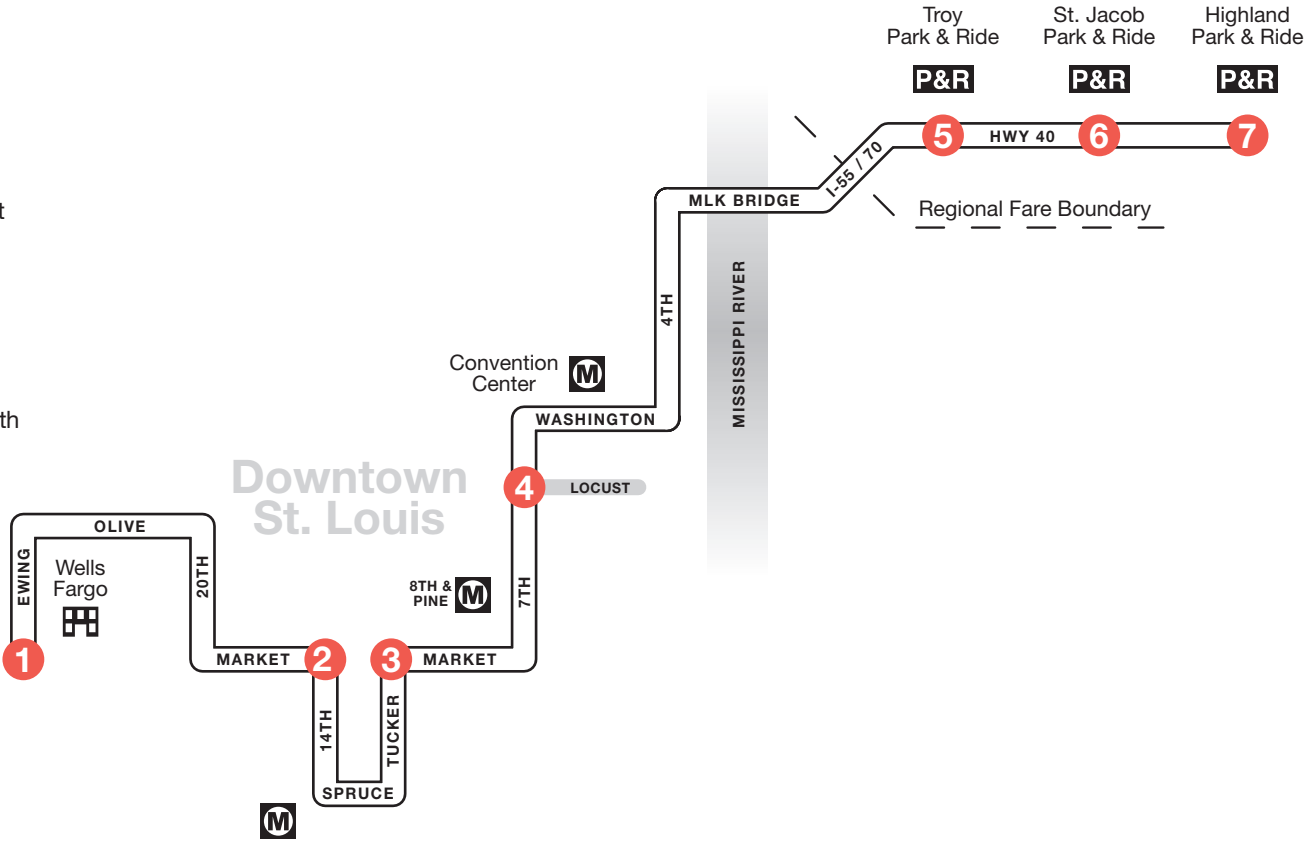 Troy
Park & Ride
St. Jacob
Park & Ride
Highland
Park & Ride
P&R
P&R
P&R
5
HWY 40
6
7
I-55 / 70
MLK BRIDGE
t
Regional Fare Boundary
MISSISSIPPI RIVER
4TH
Convention
Center
M
WASHINGTON
th
Downtown
St. Louis
4
LOCUST
OLIVE
EWING
Wells
Fargo
20TH
8TH &
PINE
M
7TH
1
MARKET
2
3
MARKET
14TH
TUCKER
SPRUCE
M